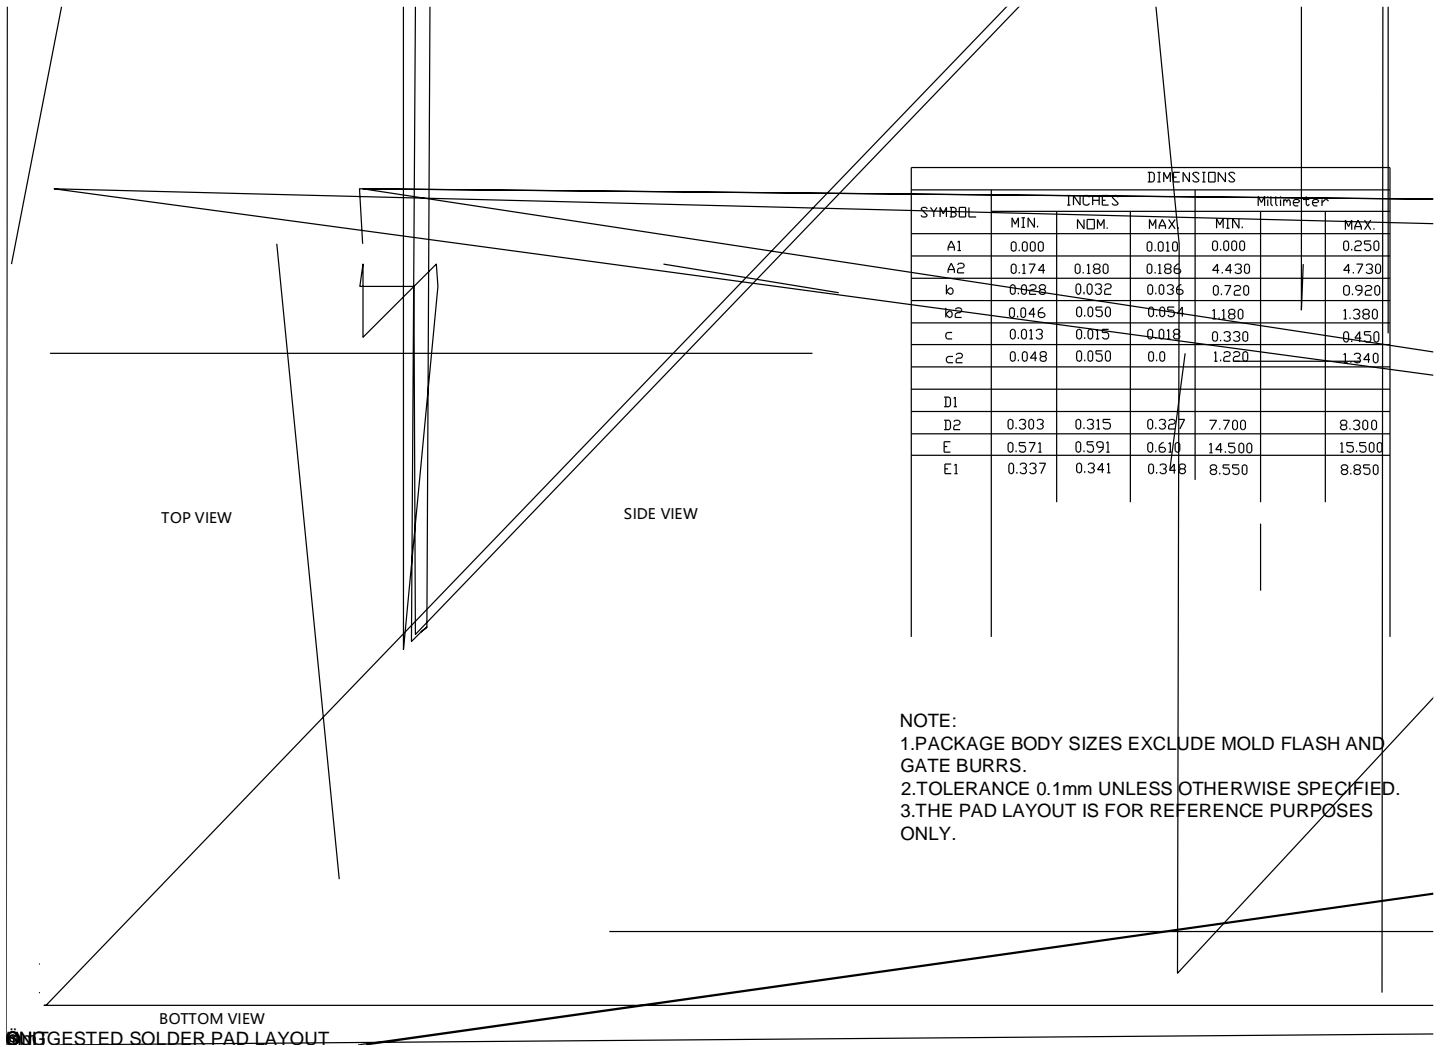 DIMENSIONS
SYMBOL INCHES Millimeter
MIN. NOM. MAX. MIN. MAX.
A1 0.000 0.010 0.000 0.250
A2 0.174 0.180 0.186 4.430 4.730
b 0.028 0.032 0.036 0.720 0.920
b2 0.046 0.050 0.054 1.180 1.380
c 0.013 0.015 0.018 0.330 0.450
c2 0.048 0.050 0.0 1.220 1.340
D1
D2 0.303 0.315 0.327 7.700 8.300
E 0.571 0.591 0.610 14.500 15.500
E1 0.337 0.341 0.348 8.550 8.850
TOP VIEW
SIDE VIEW
NOTE:
1.PACKAGE BODY SIZES EXCLUDE MOLD FLASH AND
GATE BURRS.
2.TOLERANCE 0.1mm UNLESS OTHERWISE SPECIFIED.
3.THE PAD LAYOUT IS FOR REFERENCE PURPOSES
ONLY.
BOTTOM VIEW
SOLDER PAD LAYOUT